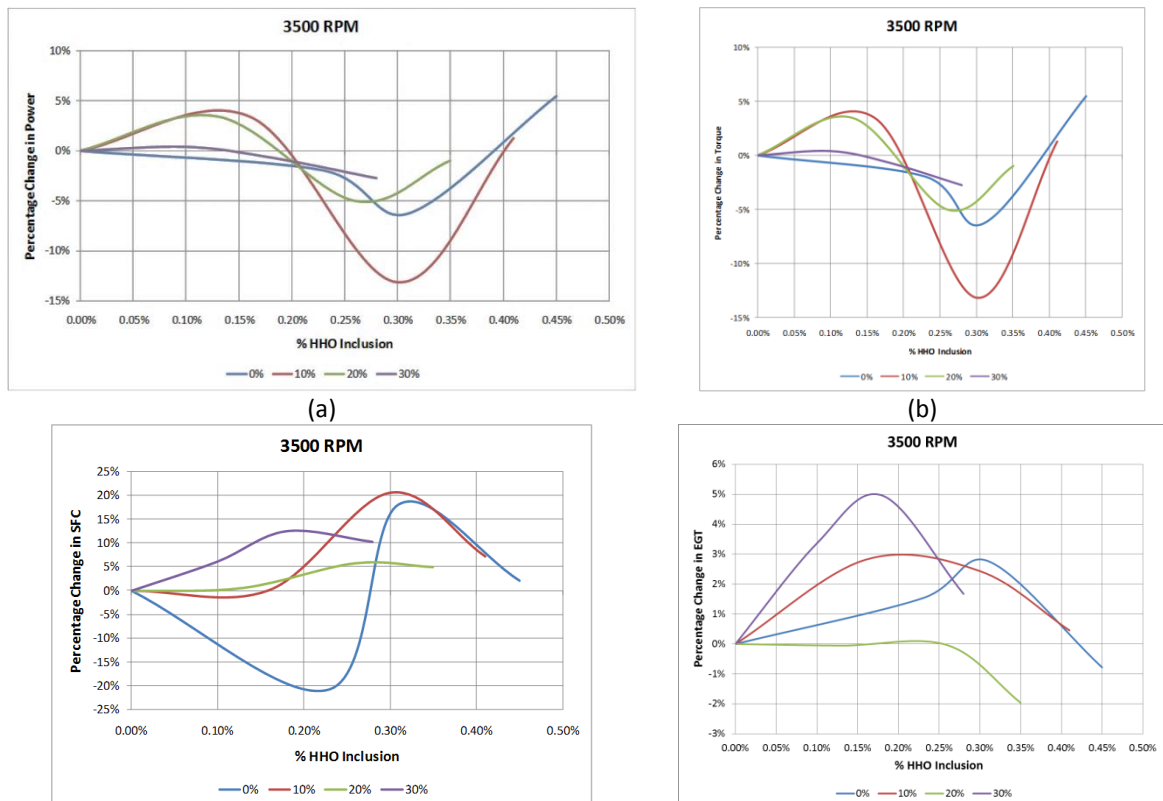 3500 RPM
Percentage Change in Power
10%
5%
0%
-5%
-10%
-15%
0.00% 0.05% 0.10% 0.15% 0.20% 0.25% 0.30% 0.35% 0.40% 0.45% 0.50%
% HHO Inclusion
0% 10% 20% 30%
(a)
3500 RPM
Percentage Change in Torque
10%
5%
0%
-5%
-10%
-15%
0.00% 0.05% 0.10% 0.15% 0.20% 0.25% 0.30% 0.35% 0.40% 0.45% 0.50%
% HHO Inclusion
0% 10% 20% 30%
(b)
3500 RPM
Percentage Change in SFC
25%
20%
15%
10%
5%
0%
-5%
-10%
-15%
-20%
-25%
0.00% 0.10% 0.20% 0.30% 0.40% 0.50%
% HHO Inclusion
0% 10% 20% 30%
3500 RPM
Percentage Change in EGT
6%
5%
4%
3%
2%
1%
0%
-1%
-2%
-3%
0.00% 0.05% 0.10% 0.15% 0.20% 0.25% 0.30% 0.35% 0.40% 0.45% 0.50%
% HHO Inclusion
0% 10% 20% 30%